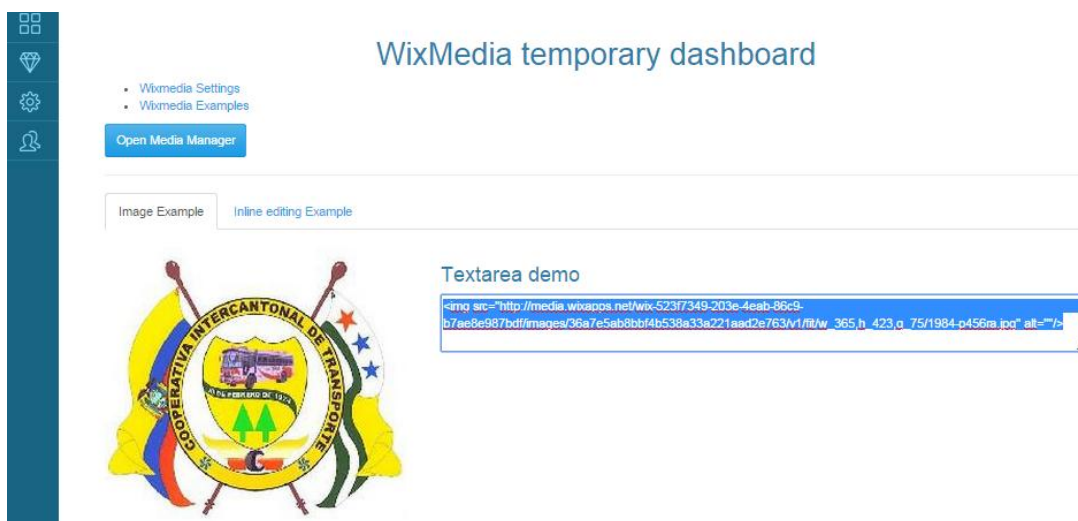 WixMedia temporary dashboard
Wixmedia Settings
Wixmedia Examples
Open Media Manager
Image Example
Inline editing Example
COOPERATIVA INTERCANTONAL DE TRANSPORTE
Textarea demo
<img src="http://media.wixapps.net/wix-523f7349-203e-4eab-86c9-
b7ae8e987bdf/images/36a7e5ab8bbf4b538a33a221aad2e763/v1/fit/w_365,h_423,q_75/1984-p456ra.jpg" alt=""/>